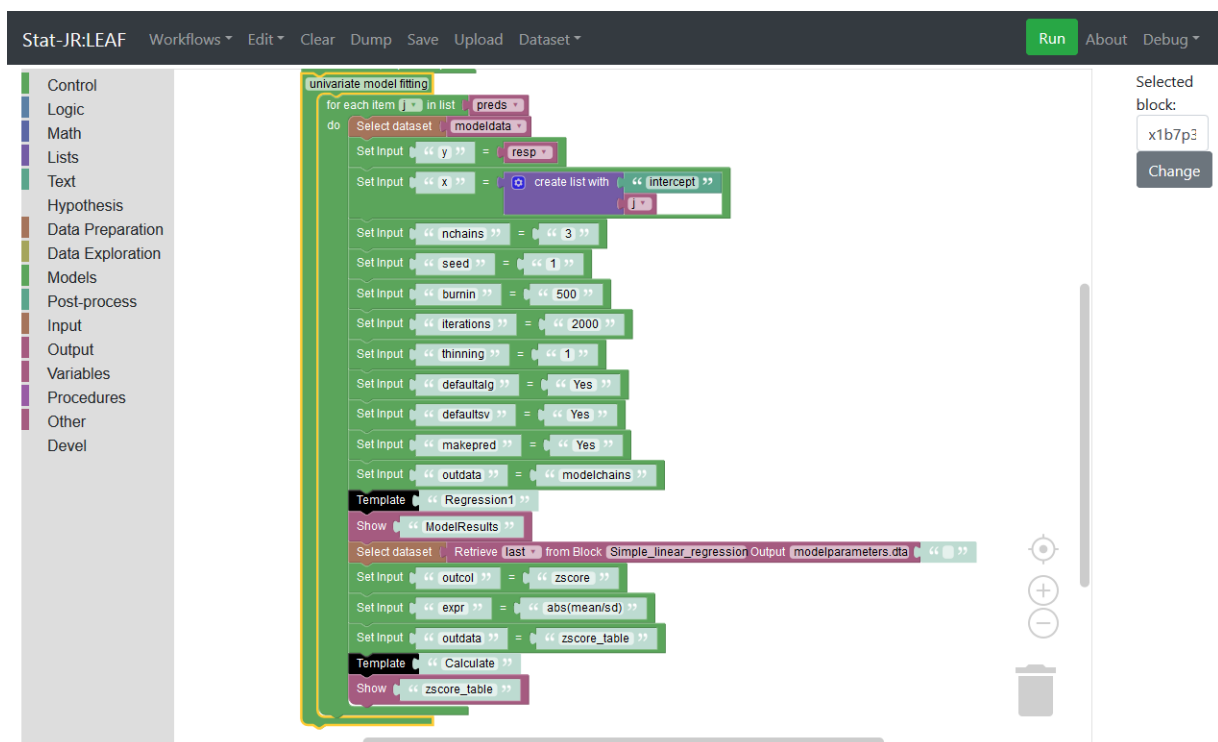 Stat-JR:LEAF Workflows Edit Clear Dump Save Upload Dataset Run About Debug
Control
Logic
Math
Lists
Text
Hypothesis
Data Preparation
Data Exploration
Models
Post-process
Input
Output
Variables
Procedures
Other
Devel
univariate model fitting
for each item j in list preds
do Select dataset modeldata
Set Input “ y ” = resp
Set Input “ x ” = create list with “ intercept ”
j
Set Input “ nchains ” = “ 3 ”
Set Input “ seed ” = “ 1 ”
Set Input “ burnin ” = “ 500 ”
Set Input “ iterations ” = “ 2000 ”
Set Input “ thinning ” = “ 1 ”
Set Input “ defaultalg ” = “ Yes ”
Set Input “ defaultsv ” = “ Yes ”
Set Input “ makepred ” = “ Yes ”
Set Input “ outdata ” = “ modelchains ”
Template “ Regression1 ”
Show “ ModelResults ”
Select dataset Retrieve last from Block Simple_linear_regression Output modelparameters.dta “ ”
Set Input “ outcol ” = “ zscore ”
Set Input “ expr ” = “ abs(mean/sd) ”
Set Input “ outdata ” = “ zscore_table ”
Template “ Calculate ”
Show “ zscore_table ”
Selected
block:
x1b7p3
Change